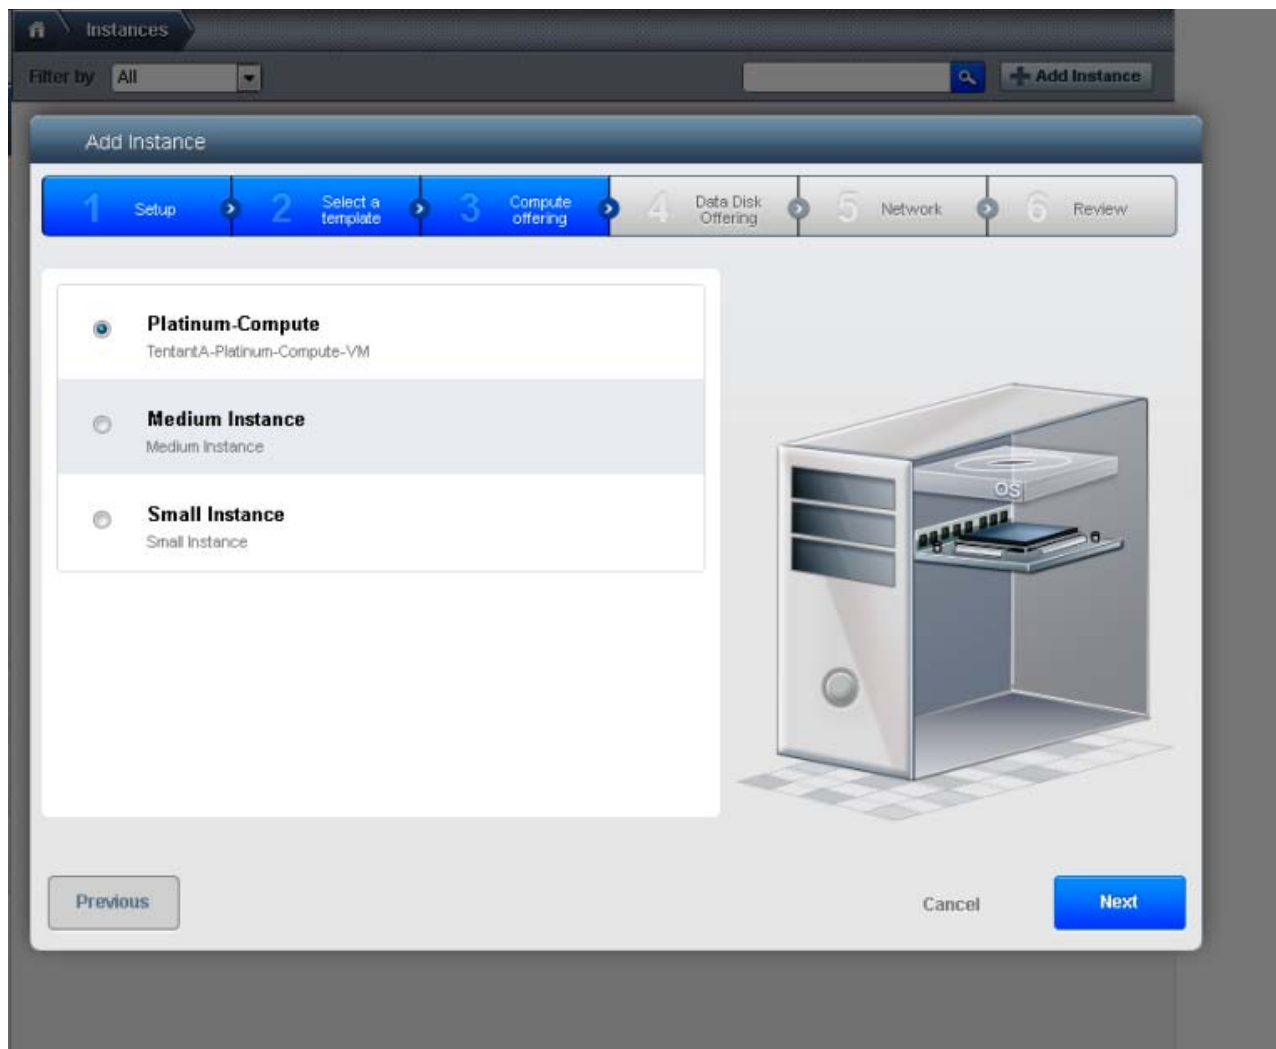 Instances
Filter by All
Add Instance
Add Instance
1 Setup 2 Select a template 3 Compute offering 4 Data Disk Offering 5 Network 6 Review
Platinum-Compute
TentantA-Platinum-Compute-VM
Medium Instance
Medium Instance
Small Instance
Small Instance
OS
Previous
Cancel
Next